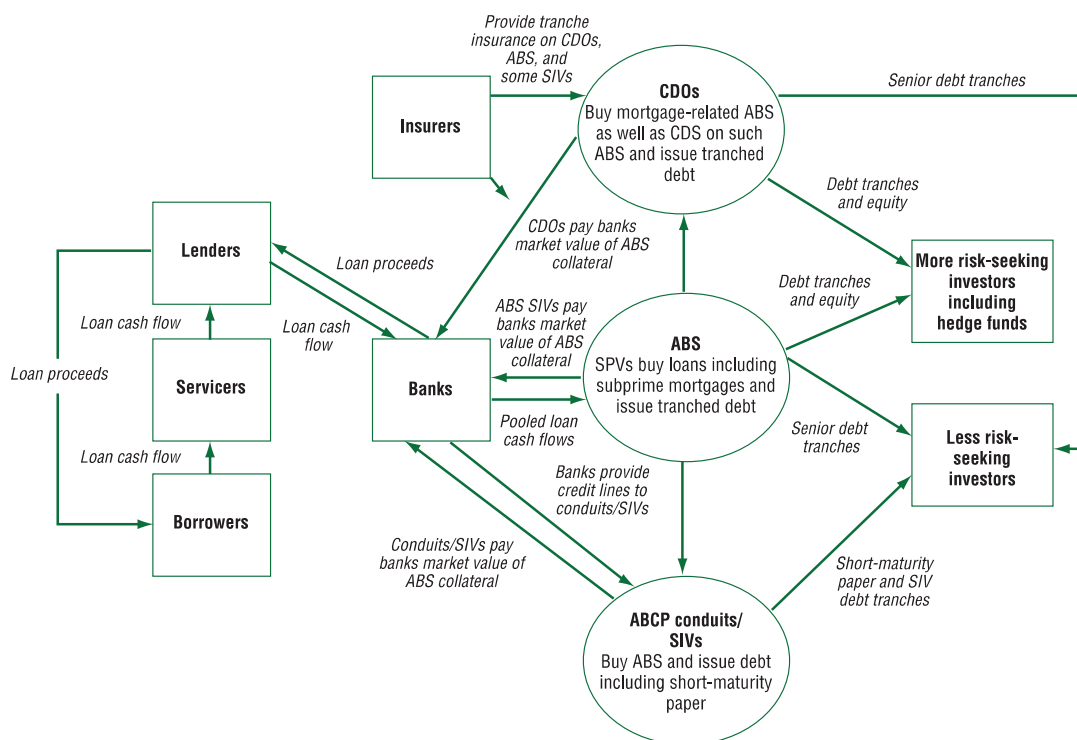 Provide tranche
insurance on CDOs,
ABS, and
some SIVs
Insurers
CDOs
Buy mortgage-related ABS
as well as CDS on such
ABS and issue tranched
debt
Senior debt tranches
Debt tranches
and equity
CDOs pay banks
market value of ABS
collateral
Lenders
Loan proceeds
More risk-seeking
investors
including
hedge funds
Debt tranches
and equity
Loan cash flow
Loan cash
flow
ABS SIVs pay
banks market
value of ABS
collateral
ABS
SPVs buy loans including
subprime mortgages and
issue tranched debt
Loan proceeds
Servicers
Banks
Pooled loan
cash flows
Senior debt
tranches
Less risk-
seeking
investors
Loan cash flow
Banks provide
credit lines to
conduits/SIVs
Borrowers
Conduits/SIVs pay
banks market value of
ABS collateral
Short-maturity
paper and SIV
debt tranches
ABCP conduits/
SIVs
Buy ABS and issue debt
including short-maturity
paper